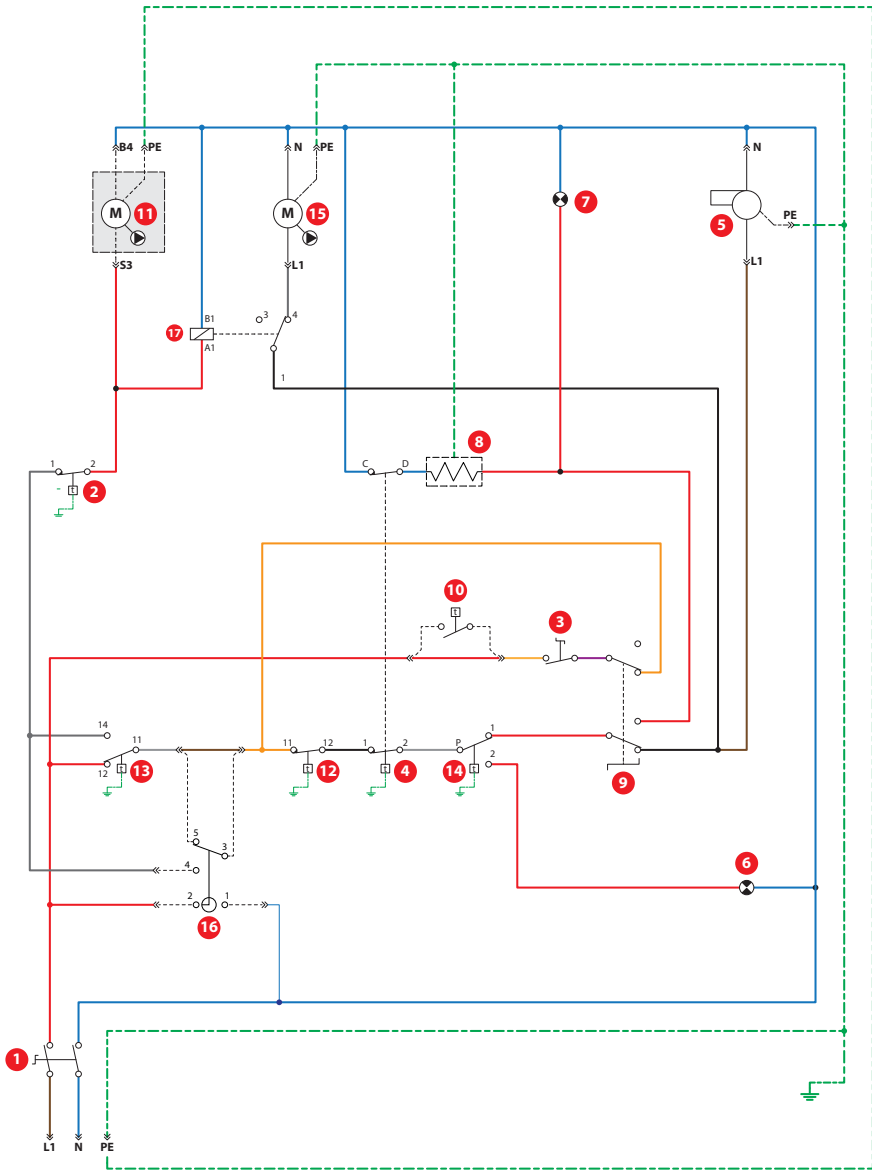 B4 PE N PE N
M 11 M 15 7 5 PE
S3 L1 L1
B1 3 4
17
A1
1
8
1 2 C D
- t 2
10
t 3
14 11 11 12 1 2 P 1
12 t 13 t 12 t 4 t 14 2 9
5
3
4 6
2 1
16
1
L1 N PE